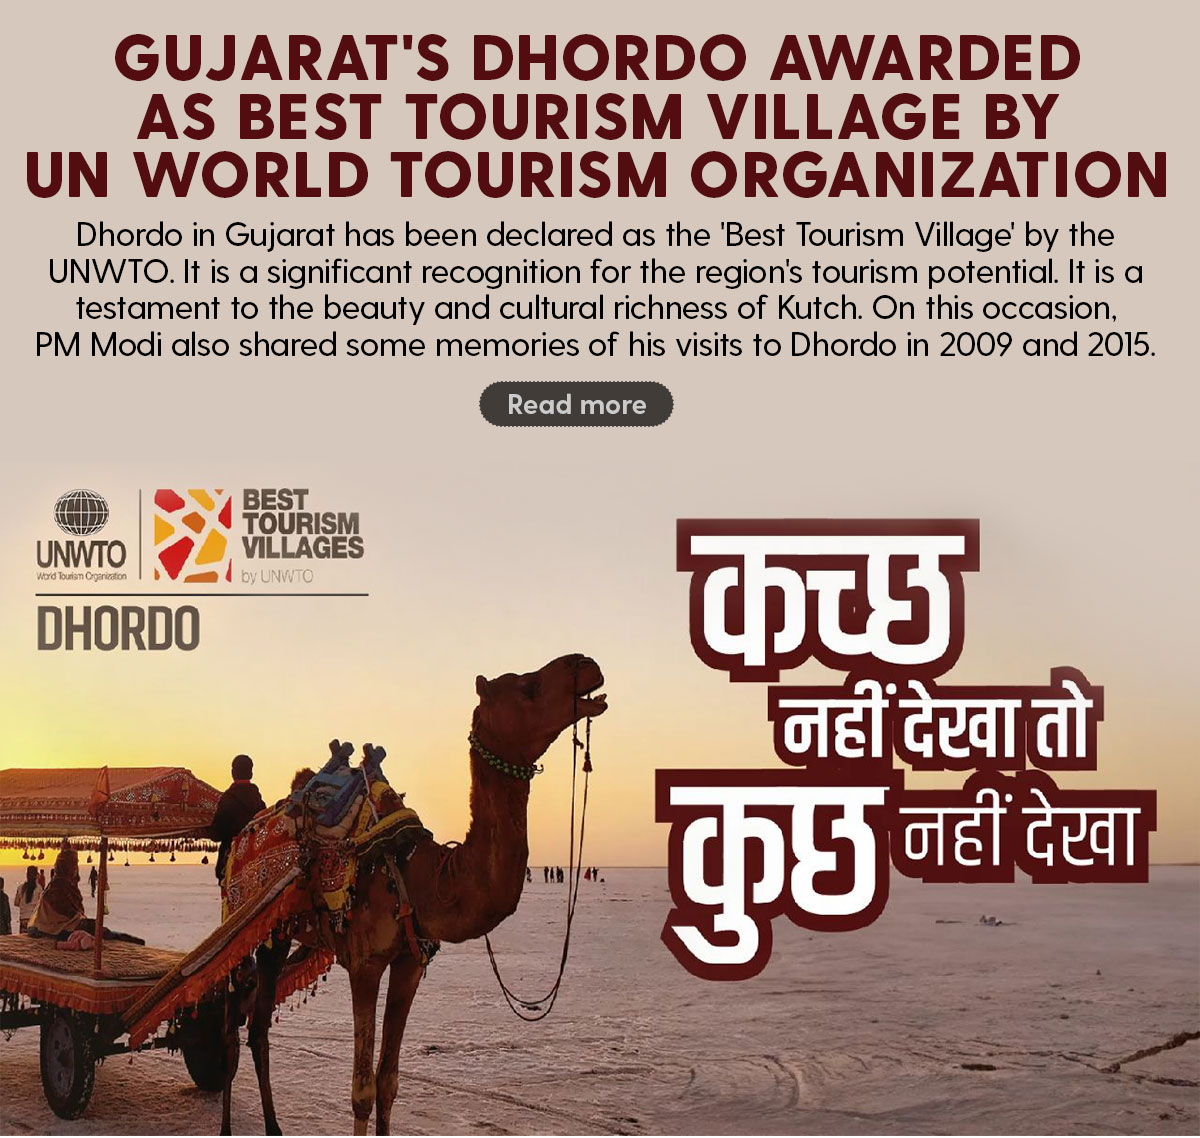 GUJARAT'S DHORDO AWARDED
AS BEST TOURISM VILLAGE BY
UN WORLD TOURISM ORGANIZATION
Dhordo in Gujarat has been declared as the 'Best Tourism Village' by the
UNWTO. It is a significant recognition for the region's tourism potential. It is a
testament to the beauty and cultural richness of Kutch. On this occasion,
PM Modi also shared some memories of his visits to Dhordo in 2009 and 2015.
Read more
UNWTO
World Tourism Organization
BEST
TOURISM
VILLAGES
by UNWTO
DHORDO
कच्छ
नहीं देखा तो
कुछ नहीं देखा